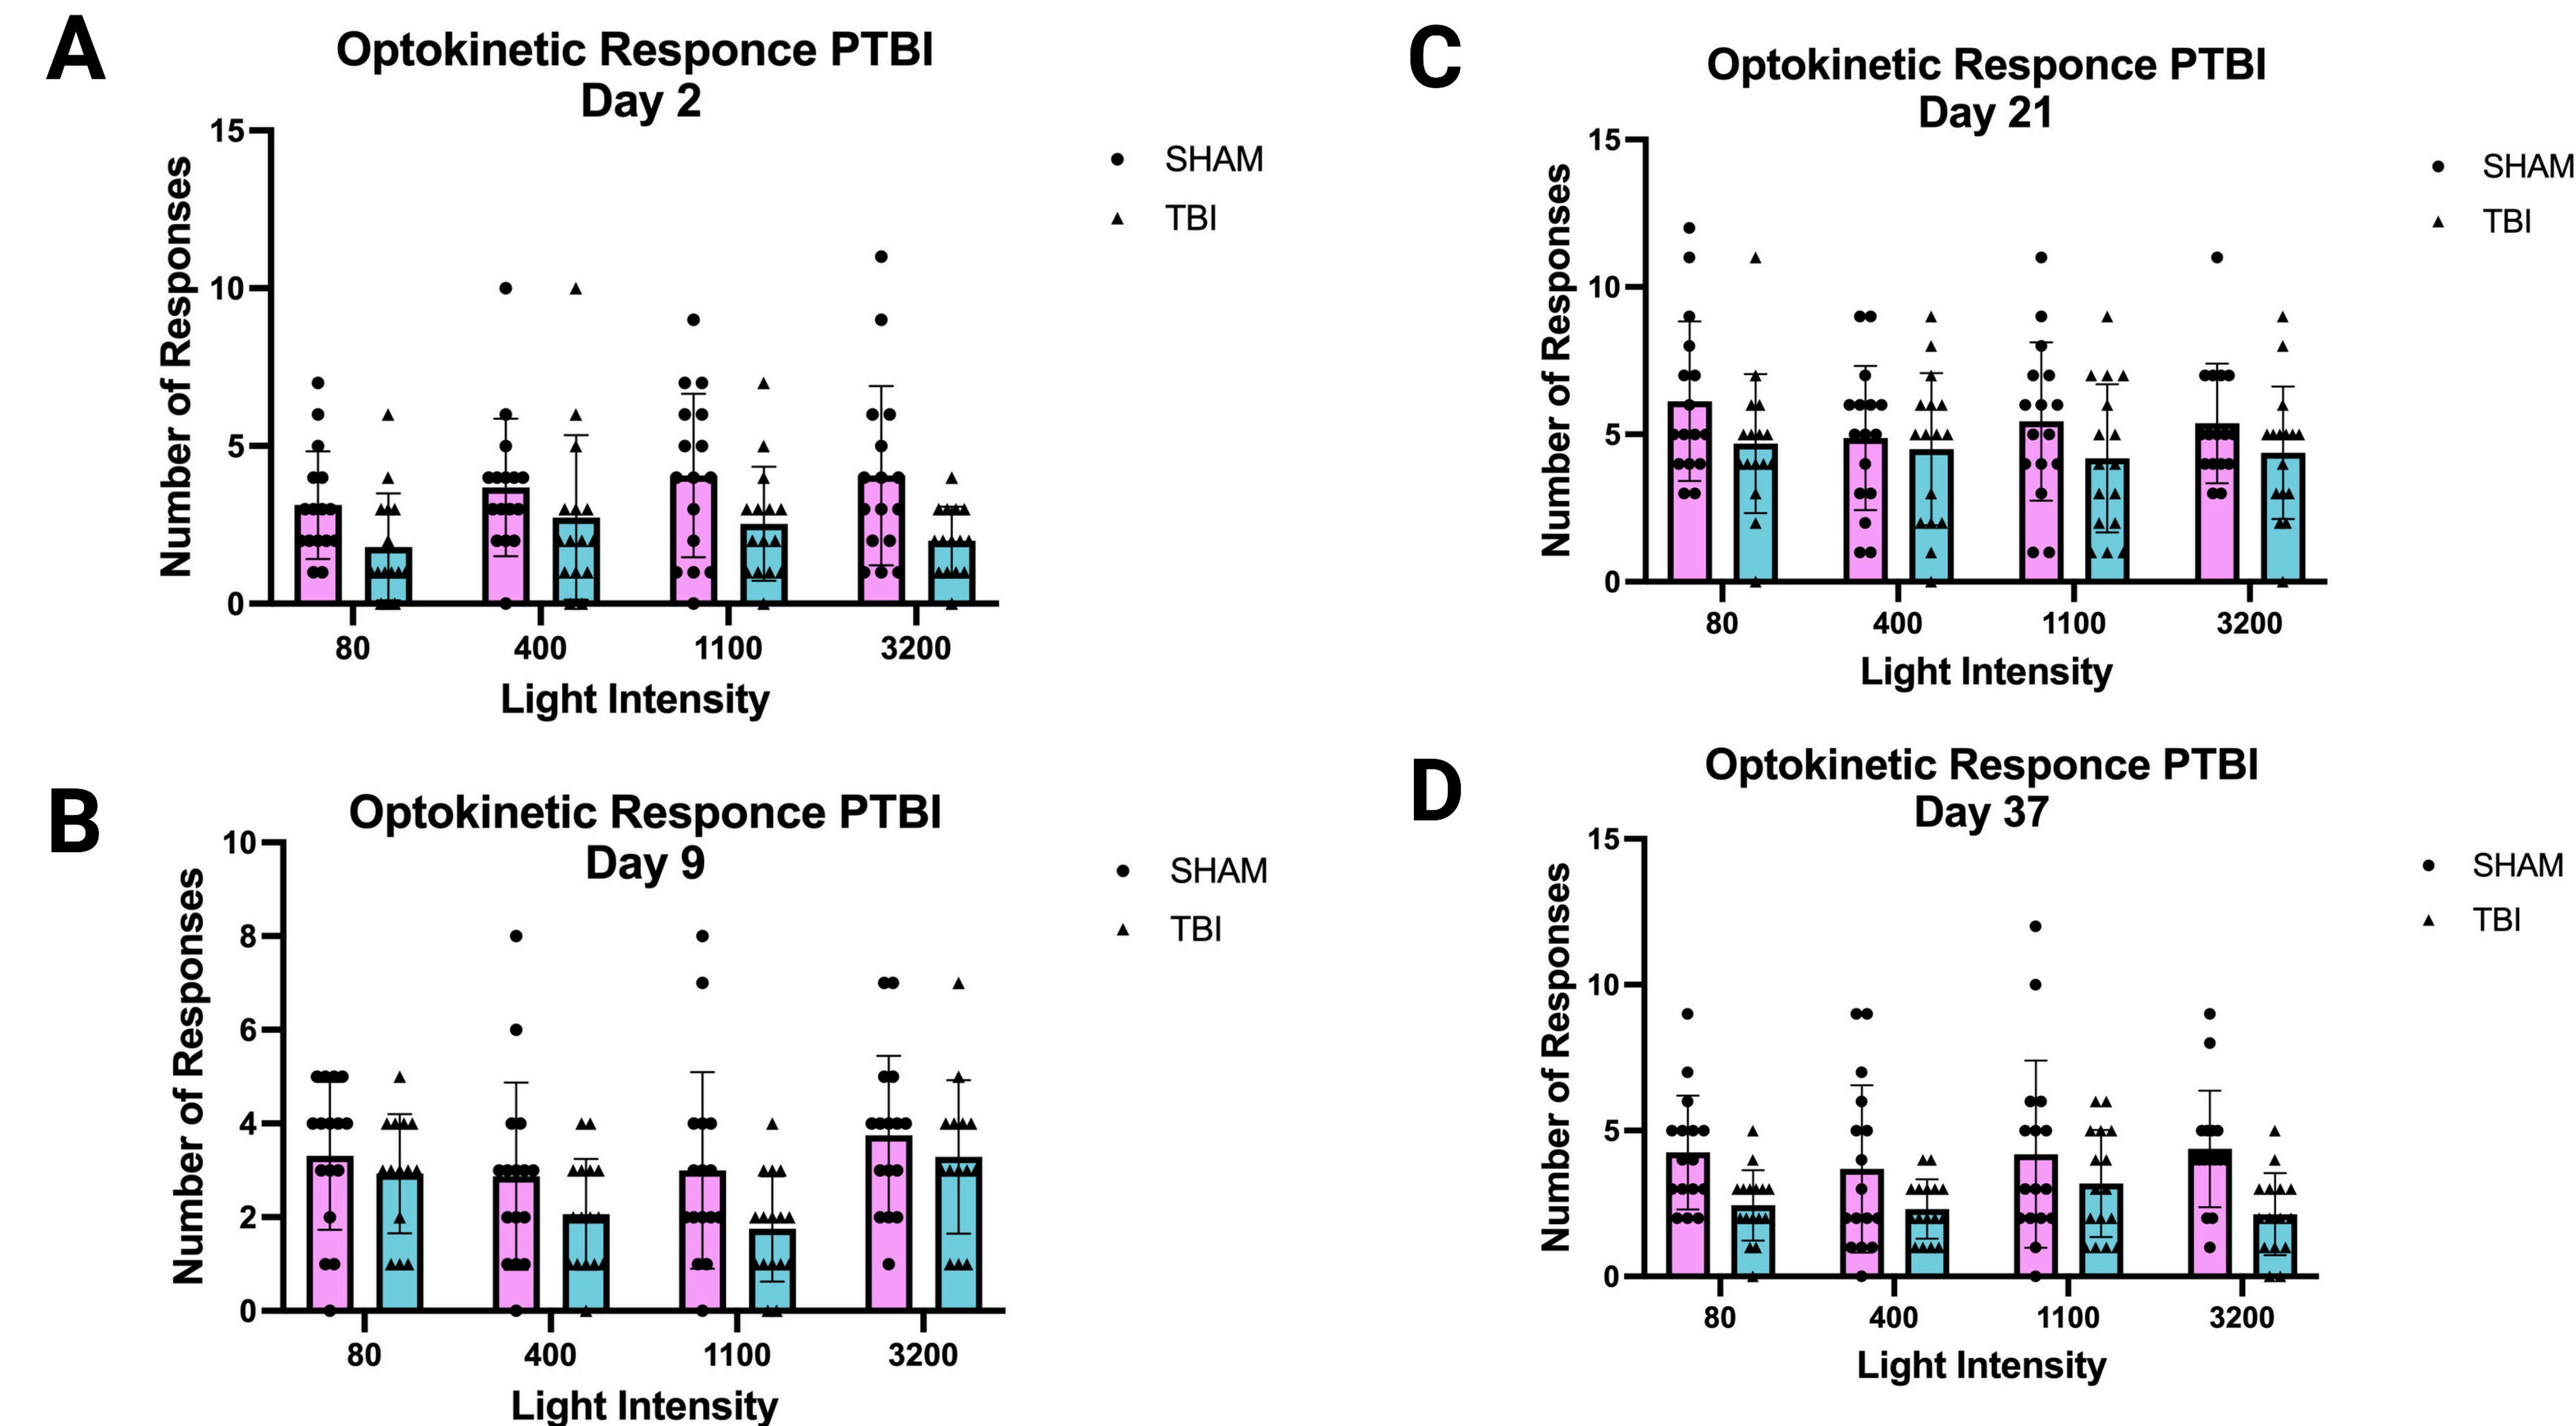 A
Optokinetic Responce PTBI
Day 2
15
10
5
0
Number of Responses
80 400 1100 3200
Light Intensity
SHAM
TBI
B
Optokinetic Responce PTBI
Day 9
10
8
6
4
2
0
Number of Responses
80 400 1100 3200
Light Intensity
SHAM
TBI
C
Optokinetic Responce PTBI
Day 21
15
10
5
0
Number of Responses
80 400 1100 3200
Light Intensity
SHAM
TBI
D
Optokinetic Responce PTBI
Day 37
15
10
5
0
Number of Responses
80 400 1100 3200
Light Intensity
SHAM
TBI